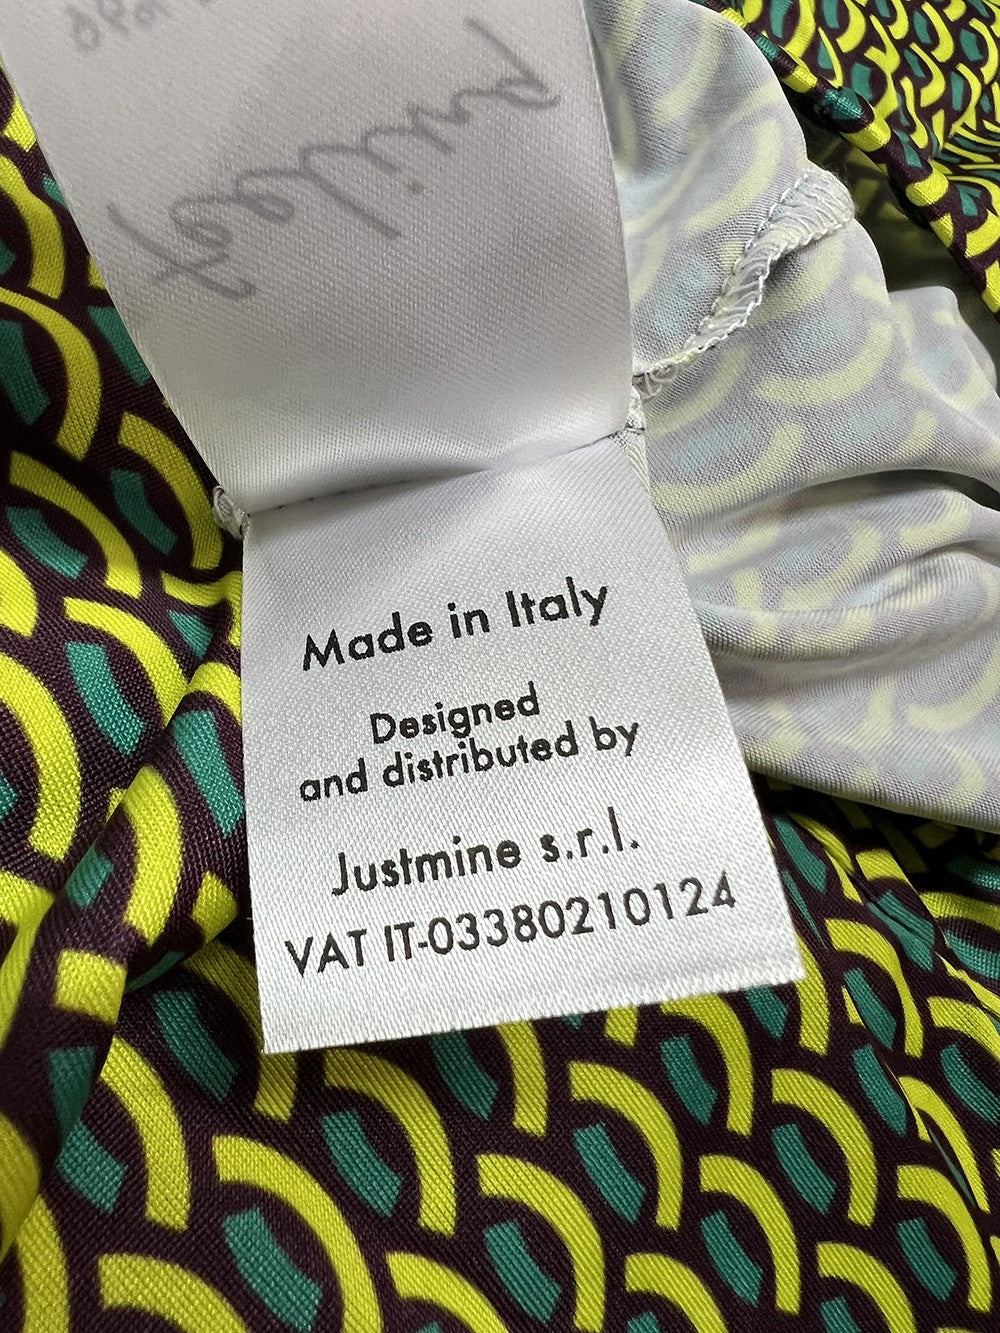 Made in Italy
Designed
and distributed by
Justmine s.r.l.
VAT IT-03380210124